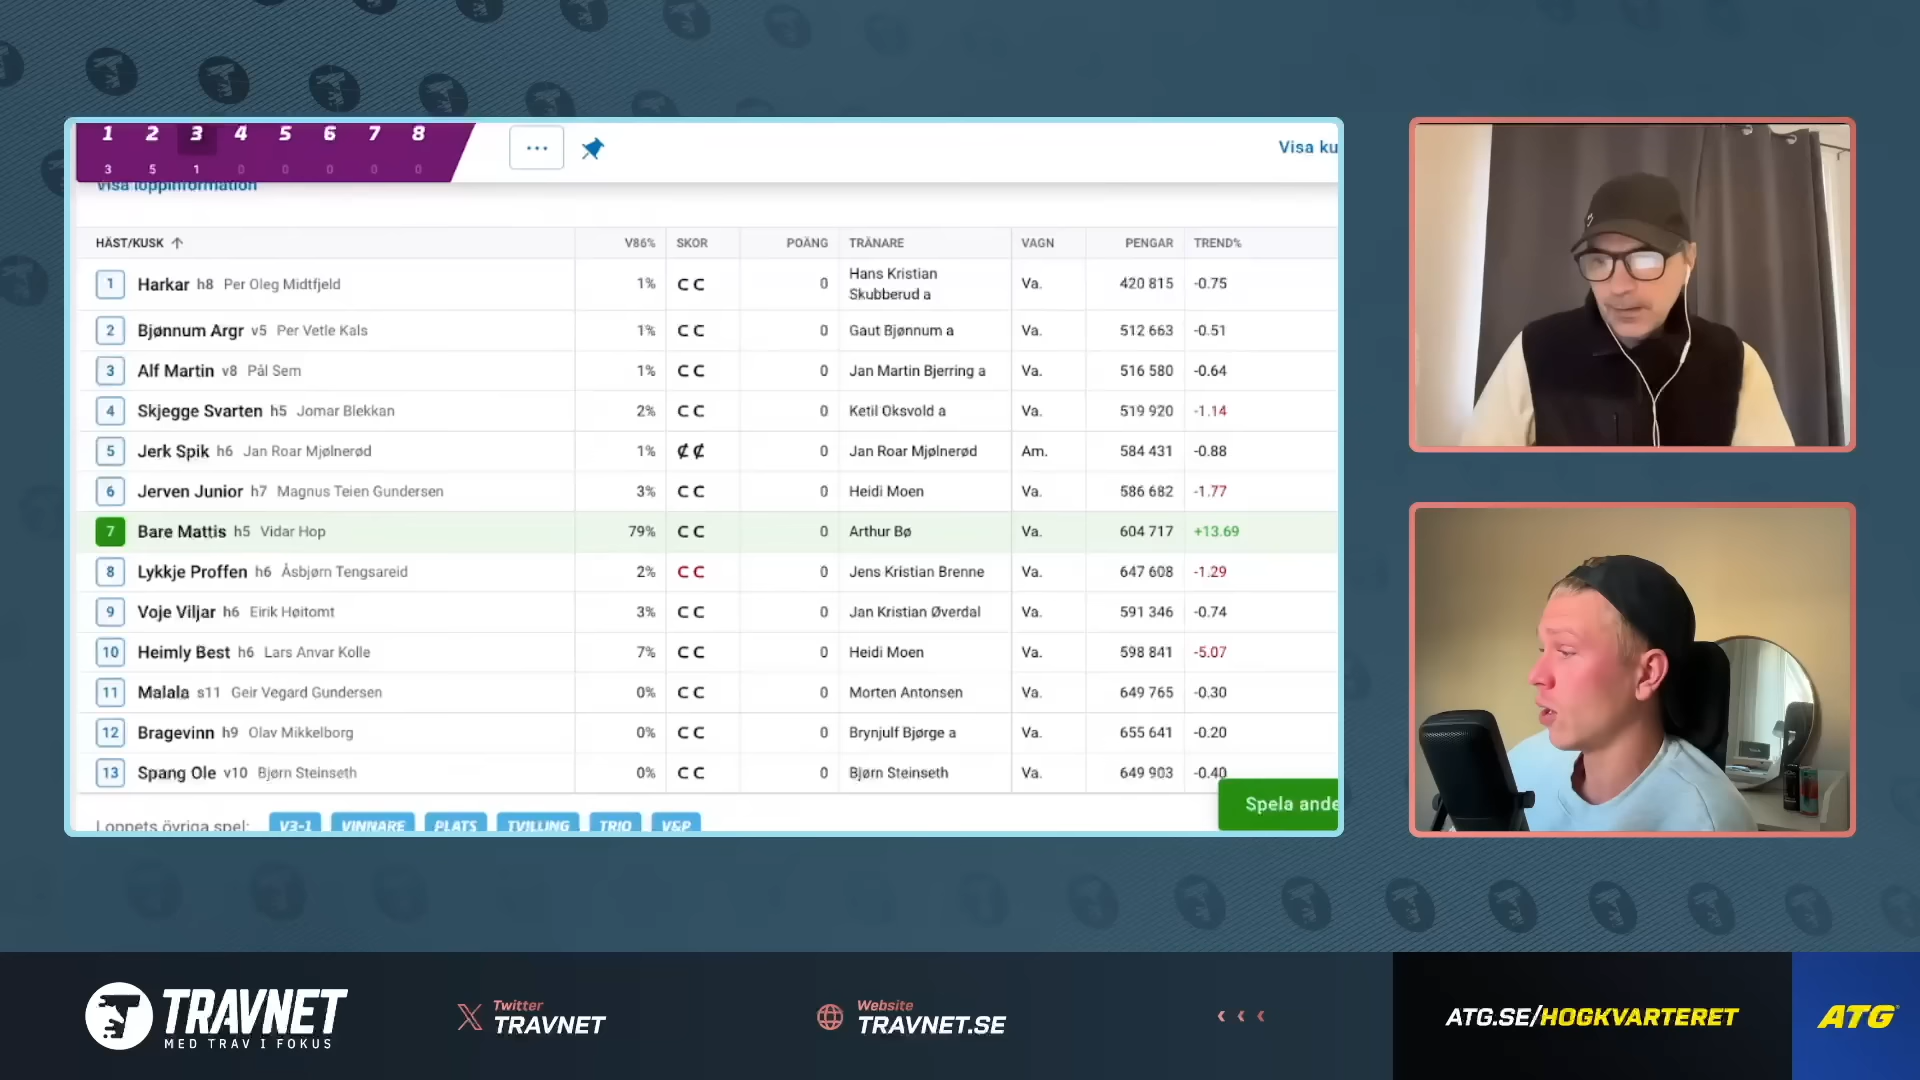 1 2 3 4 5 6 7 8
3 5 1 0 0 0 0 0
...
Visa ku
Visa loppinformation
HÄST/KUSK V86% SKOR POÄNG TRÄNARE VAGN PENGAR TREND%
1 Harkar h8 Per Oleg Midtfjeld 1% C C 0 Hans Kristian Skubberud a Va. 420 815 -0.75
2 Bjønnum Argr v5 Per Vetle Kals 1% C C 0 Gaut Bjønnum a Va. 512 663 -0.51
3 Alf Martin v8 Pål Sem 1% C C 0 Jan Martin Bjerring a Va. 516 580 -0.64
4 Skjegge Svarten h5 Jomar Blekkan 2% C C 0 Ketil Oksvold a Va. 519 920 -1.14
5 Jerk Spik h6 Jan Roar Mjølnerød 1% ₡ ₡ 0 Jan Roar Mjølnerød Am. 584 431 -0.88
6 Jerven Junior h7 Magnus Teien Gundersen 3% C C 0 Heidi Moen Va. 586 682 -1.77
7 Bare Mattis h5 Vidar Hop 79% C C 0 Arthur Bø Va. 604 717 +13.69
8 Lykkje Proffen h6 Åsbjørn Tengsareid 2% C C 0 Jens Kristian Brenne Va. 647 608 -1.29
9 Voje Viljar h6 Eirik Høitomt 3% C C 0 Jan Kristian Øverdal Va. 591 346 -0.74
10 Heimly Best h6 Lars Anvar Kolle 7% C C 0 Heidi Moen Va. 598 841 -5.07
11 Malala s11 Geir Vegard Gundersen 0% C C 0 Morten Antonsen Va. 649 765 -0.30
12 Bragevinn h9 Olav Mikkelborg 0% C C 0 Brynjulf Bjørge a Va. 655 641 -0.20
13 Spang Ole v10 Bjørn Steinseth 0% C C 0 Bjørn Steinseth Va. 649 903 -0.40
Spela ande
Loppets övriga spel: V3-1 VINNARE PLATS TVILLING TRIO V&P
TRAVNET
MED TRAV I FOKUS
Twitter
TRAVNET
Website
TRAVNET.SE
ATG.SE/HOGKVARTERET
ATG